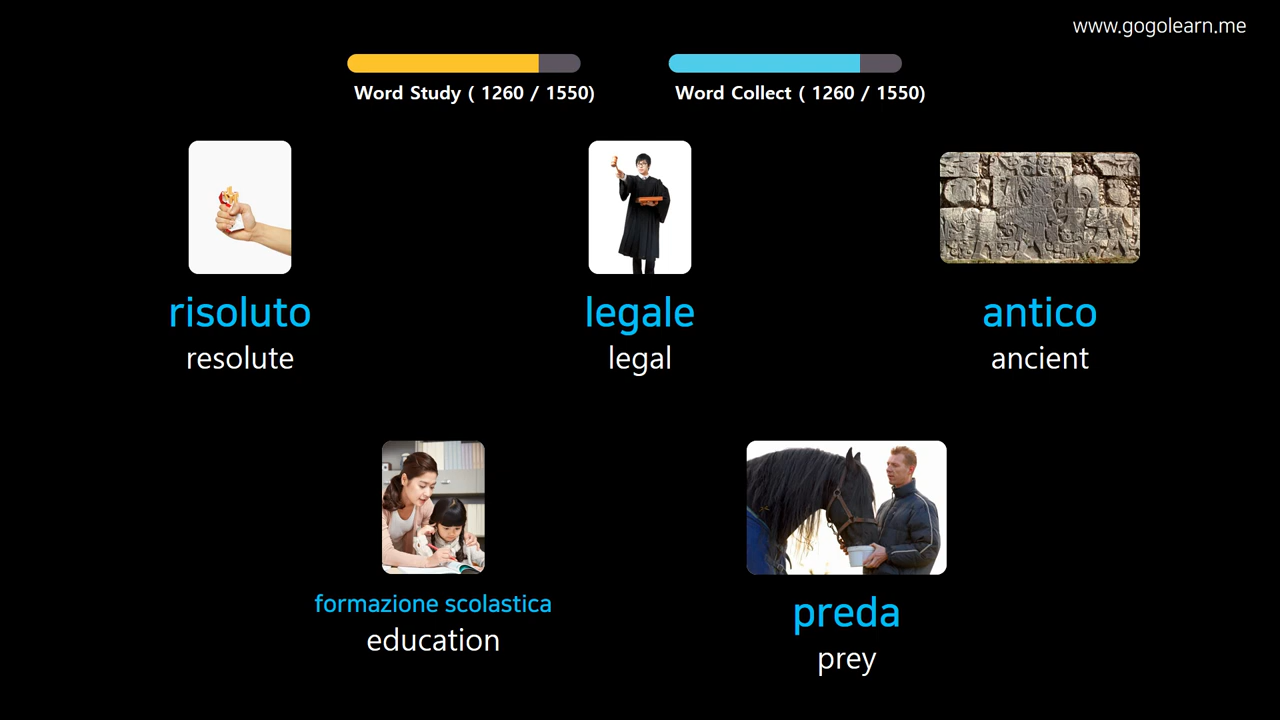 www.gogolearn.me
Word Study ( 1260 / 1550)
Word Collect ( 1260 / 1550)
risoluto
resolute
legale
legal
antico
ancient
formazione scolastica
education
preda
prey